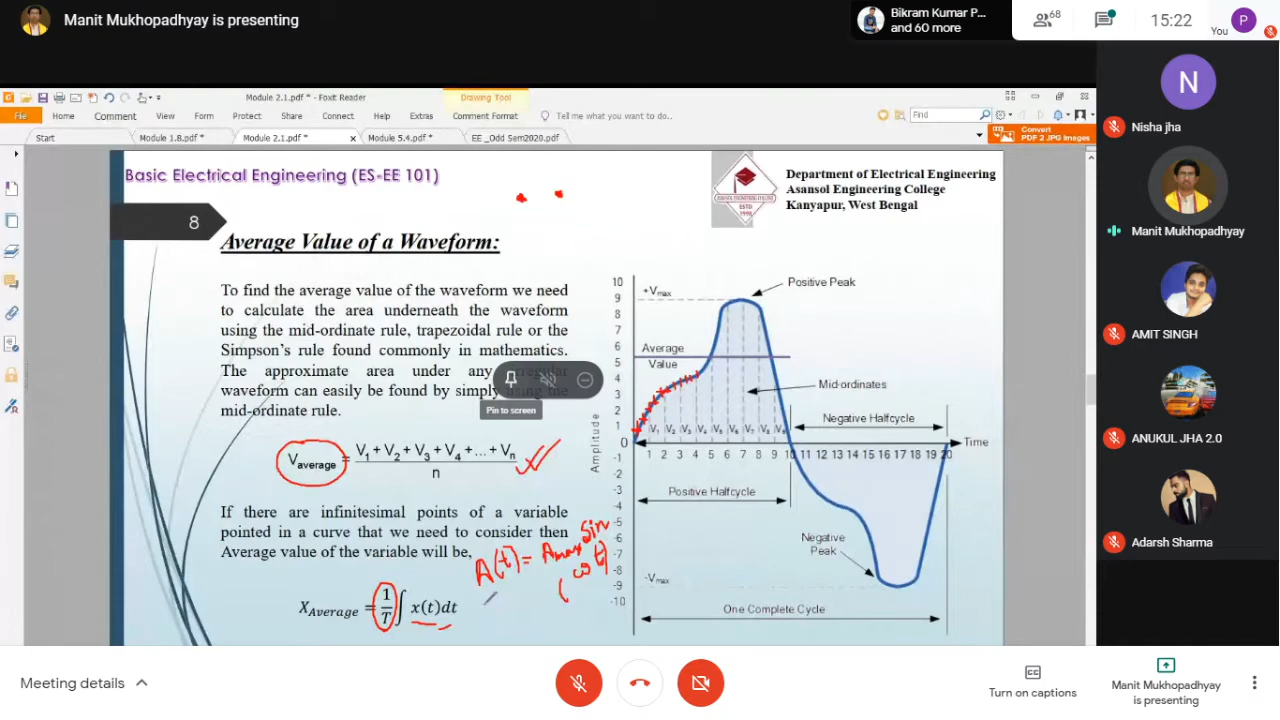 Manit Mukhopadhyay is presenting
Bikram Kumar P...
and 60 more
68
15:22
You
P
Module 2.1.pdf * - Foxit Reader
Drawing Tool
File
Home
Comment
View
Form
Protect
Share
Connect
Help
Extras
Comment Format
Tell me what you want to do..
Find
Start
Module 1.8.pdf *
Module 2.1.pdf *
Module 5.4.pdf *
EE _Odd Sem2020.pdf
Convert
PDF 2 JPG Images
Basic Electrical Engineering (ES-EE 101)
Department of Electrical Engineering
Asansol Engineering College
Kanyapur, West Bengal
8
Average Value of a Waveform:
To find the average value of the waveform we need
to calculate the area underneath the waveform
using the mid-ordinate rule, trapezoidal rule or the
Simpson's rule found commonly in mathematics.
The approximate area under any
waveform can easily be found by simply using the
mid-ordinate rule.
Pin to screen
Vaverage = V1 + V2 + V3 + V4 + ... + Vn
n
If there are infinitesimal points of a variable
pointed in a curve that we need to consider then
Average value of the variable will be,
A(t) = Amax Sin
(ωt)
XAverage = 1/T ∫ x(t)dt
10
9
8
7
6
5
4
3
2
1
0
-1
-2
-3
-4
-5
-6
-7
-8
-9
-10
Amplitude
+Vmax
Positive Peak
Average
Value
Mid-ordinates
Negative Halfcycle
V1 V2 V3 V4 V5 V6 V7 V8 V9
Time
1 2 3 4 5 6 7 8 9 10 11 12 13 14 15 16 17 18 19 20
Positive Halfcycle
Negative
Peak
-Vmax
One Complete Cycle
N
Nisha jha
Manit Mukhopadhyay
AMIT SINGH
ANUKUL JHA 2.0
Adarsh Sharma
Meeting details
CC
Turn on captions
Manit Mukhopadhyay
is presenting